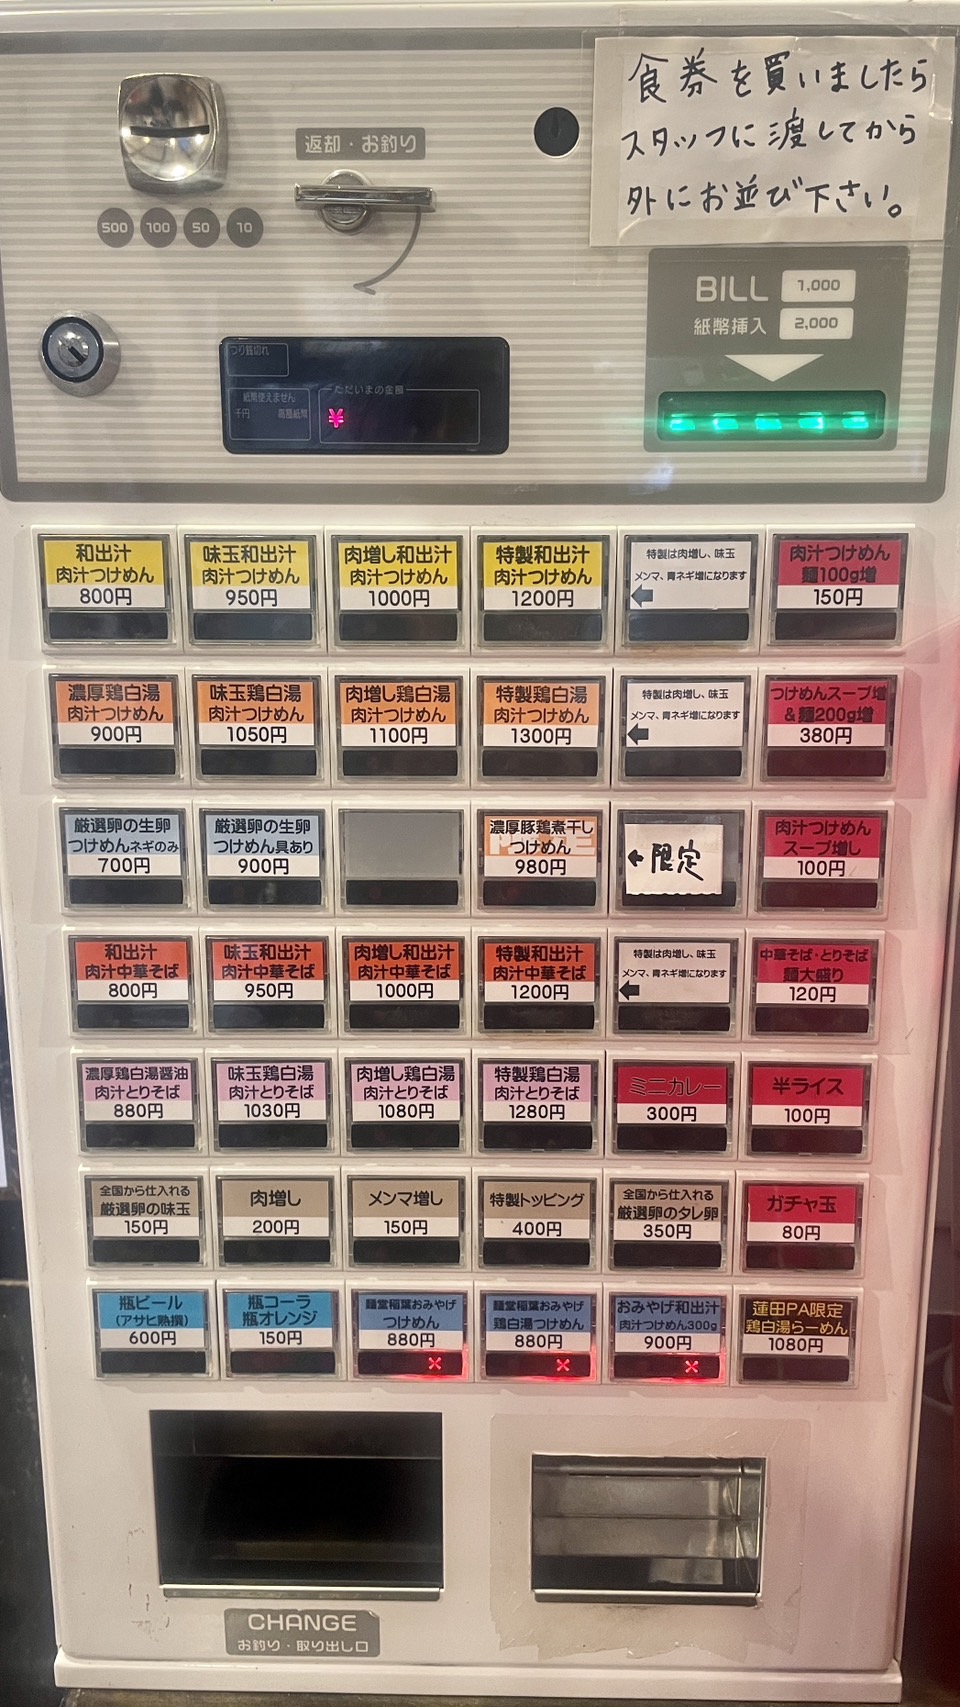 食券を買いましたら
スタッフに渡してから
外にお並び下さい。
返却・お釣り
500 100 50 10
BILL 1,000
紙幣挿入 2,000
つり銭切れ
紙幣使えません
千円 高額紙幣
ただいまの金額
¥
和出汁
肉汁つけめん
800円
味玉和出汁
肉汁つけめん
950円
肉増し和出汁
肉汁つけめん
1000円
特製和出汁
肉汁つけめん
1200円
特製は肉増し、味玉
メンマ、青ネギ増になります
←
肉汁つけめん
麺100g増
150円
濃厚鶏白湯
肉汁つけめん
900円
味玉鶏白湯
肉汁つけめん
1050円
肉増し鶏白湯
肉汁つけめん
1100円
特製鶏白湯
肉汁つけめん
1300円
特製は肉増し、味玉
メンマ、青ネギ増になります
←
つけめんスープ増
&麺200g増
380円
厳選卵の生卵
つけめんネギのみ
700円
厳選卵の生卵
つけめん具あり
900円
濃厚豚鶏煮干し
つけめん
980円
←限定
肉汁つけめん
スープ増し
100円
和出汁
肉汁中華そば
800円
味玉和出汁
肉汁中華そば
950円
肉増し和出汁
肉汁中華そば
1000円
特製和出汁
肉汁中華そば
1200円
特製は肉増し、味玉
メンマ、青ネギ増になります
←
中華そば・とりそば
麺大盛り
120円
濃厚鶏白湯醤油
肉汁とりそば
880円
味玉鶏白湯
肉汁とりそば
1030円
肉増し鶏白湯
肉汁とりそば
1080円
特製鶏白湯
肉汁とりそば
1280円
ミニカレー
300円
半ライス
100円
全国から仕入れる
厳選卵の味玉
150円
肉増し
200円
メンマ増し
150円
特製トッピング
400円
全国から仕入れる
厳選卵のタレ卵
350円
ガチャ玉
80円
瓶ビール
(アサヒ熟撰)
600円
瓶コーラ
瓶オレンジ
150円
麺堂稲葉おみやげ
つけめん
880円
×
麺堂稲葉おみやげ
鶏白湯つけめん
880円
×
おみやげ和出汁
肉汁つけめん300g
900円
×
蓮田PA限定
鶏白湯らーめん
1080円
CHANGE
お釣り・取り出し口